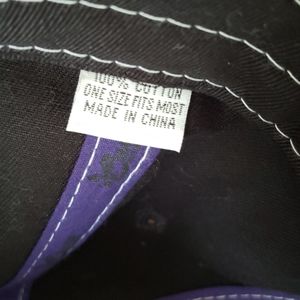 100% COTTON
ONE SIZE FITS MOST
MADE IN CHINA